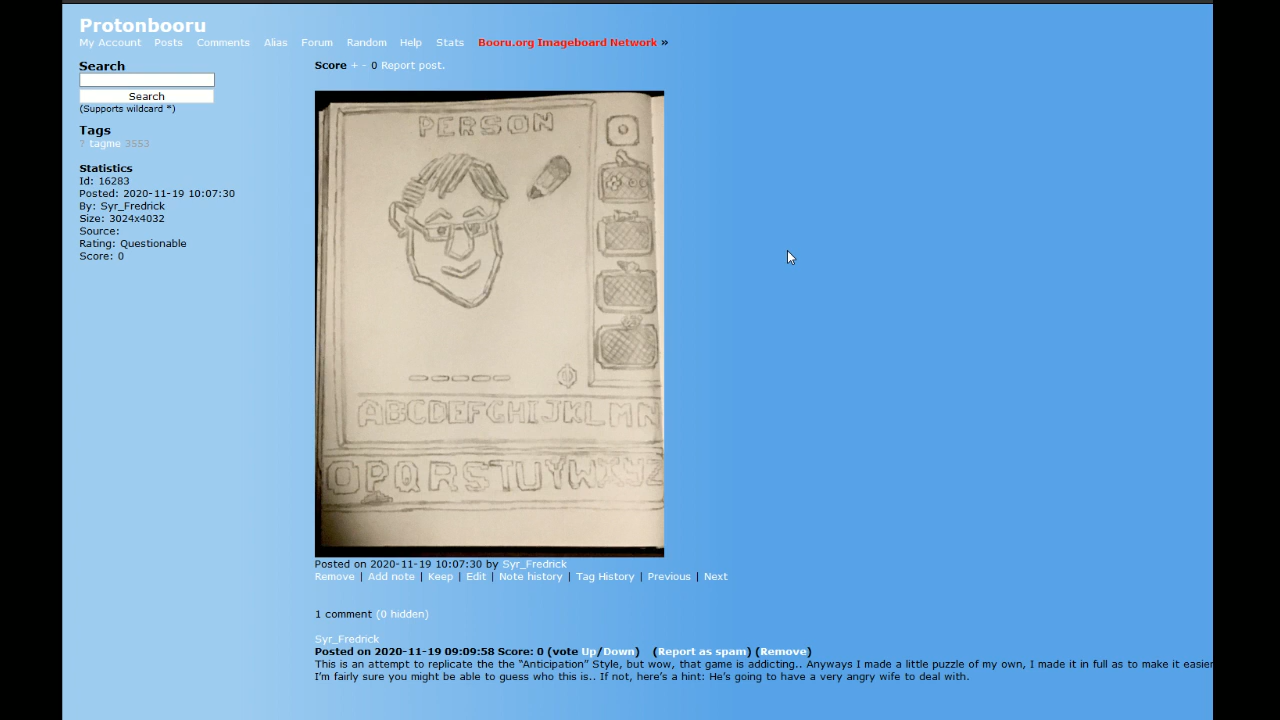 Protonbooru
My Account Posts Comments Alias Forum Random Help Stats Booru.org Imageboard Network »
Search
Search
(Supports wildcard *)
Tags
? tagme 3553
Statistics
Id: 16283
Posted: 2020-11-19 10:07:30
By: Syr_Fredrick
Size: 3024x4032
Source:
Rating: Questionable
Score: 0
Score + - 0 Report post.
PERSON
ABCDEFGHIJKLMN
OPQRSTUVWXYZ
Posted on 2020-11-19 10:07:30 by Syr_Fredrick
Remove | Add note | Keep | Edit | Note history | Tag History | Previous | Next
1 comment (0 hidden)
Syr_Fredrick
Posted on 2020-11-19 09:09:58 Score: 0 (vote Up/Down) (Report as spam) (Remove)
This is an attempt to replicate the the “Anticipation” Style, but wow, that game is addicting.. Anyways I made a little puzzle of my own, I made it in full as to make it easier
I’m fairly sure you might be able to guess who this is.. If not, here’s a hint: He’s going to have a very angry wife to deal with.